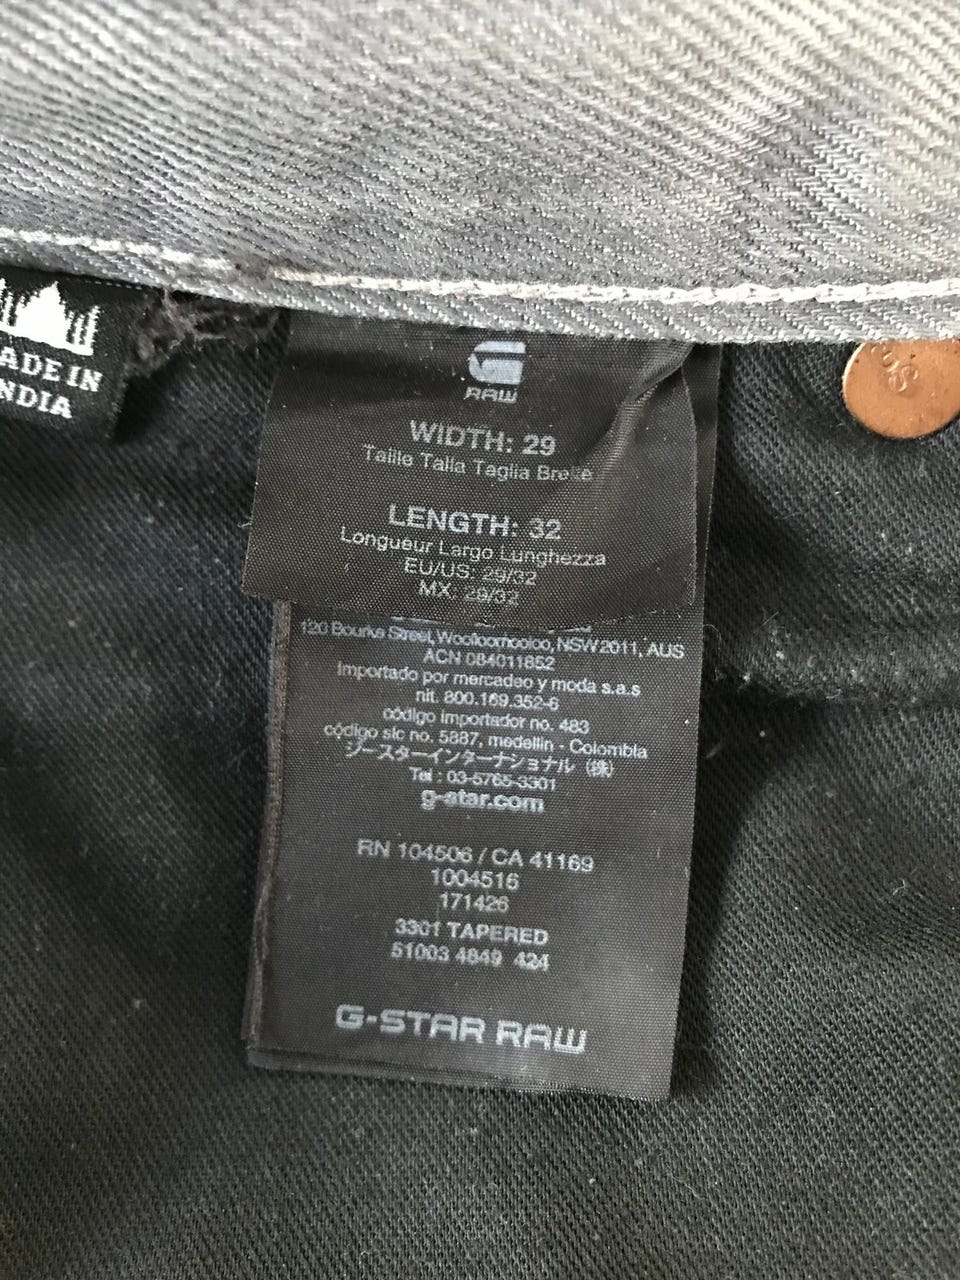 ADE IN
NDIA
RAW
WIDTH: 29
Taille Talla Taglia Breite
LENGTH: 32
Longueur Largo Lunghezza
EU/US: 29/32
MX: 29/32
120 Bourke Street, Woolloomooloo, NSW2011, AUS
ACN 084011852
Importado por mercadeo y moda s.a.s
nit. 800.169.352-6
código importador no. 483
código sic no. 5887, medellin - Colombia
ジースターインターナショナル (株)
Tel : 03-5765-3301
g-star.com
RN 104506 / CA 41169
1004516
171426
3301 TAPERED
51003 4849 424
G-STAR RAW